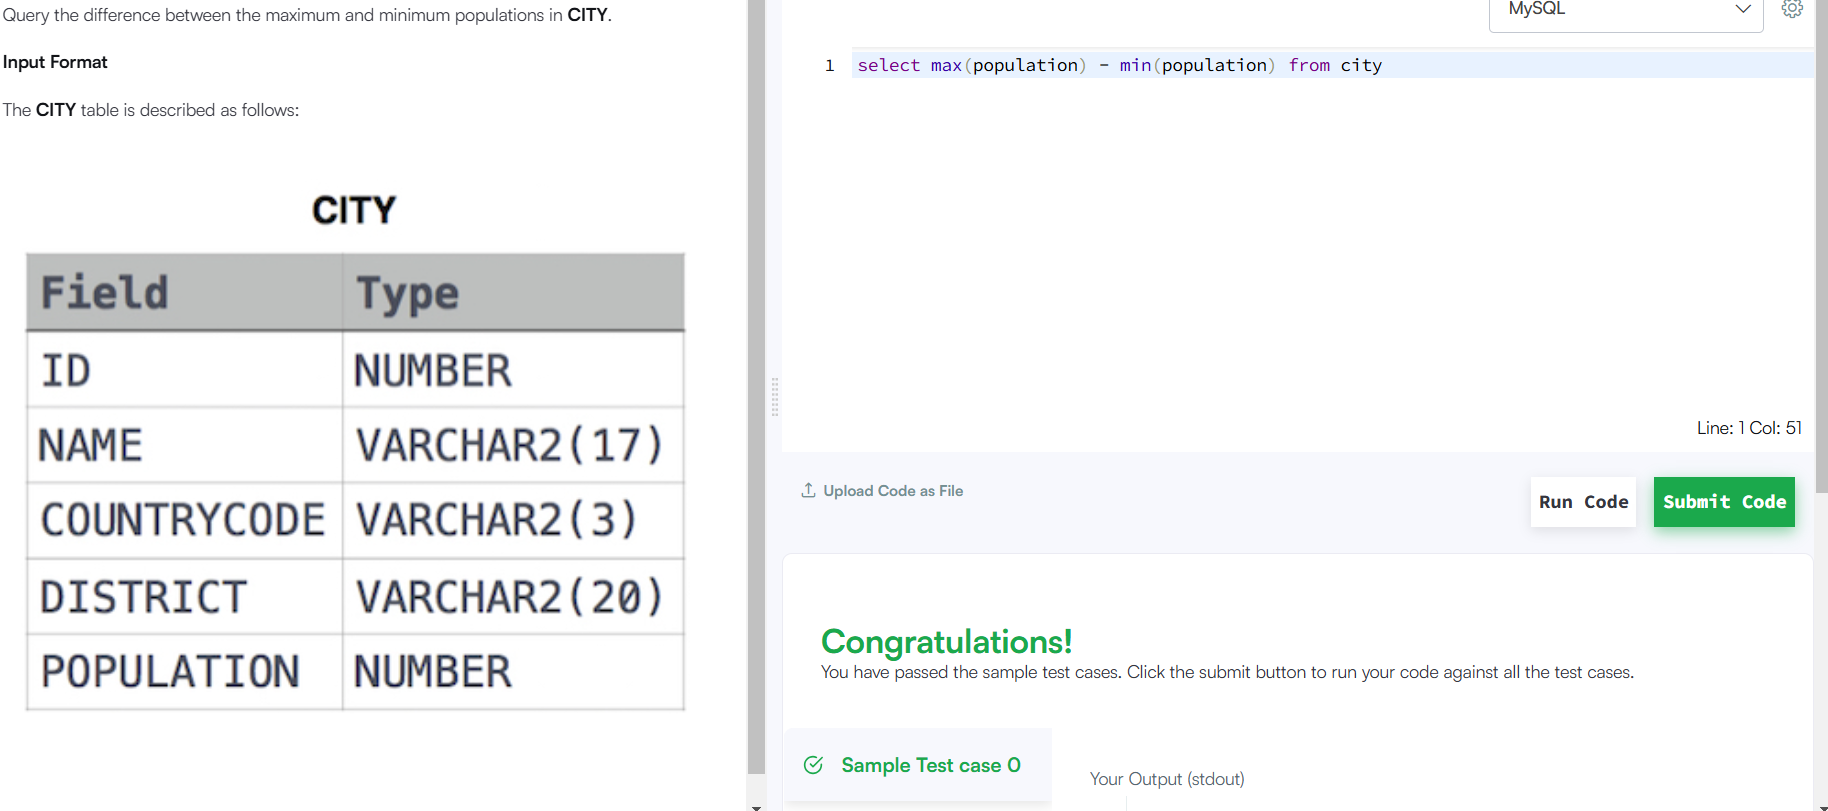 Query the difference between the maximum and minimum populations in CITY.
Input Format
The CITY table is described as follows:
CITY
Field Type
ID NUMBER
NAME VARCHAR2(17)
COUNTRYCODE VARCHAR2(3)
DISTRICT VARCHAR2(20)
POPULATION NUMBER
MySQL
1 select max(population) - min(population) from city
Line: 1 Col: 51
Upload Code as File
Run Code
Submit Code
Congratulations!
You have passed the sample test cases. Click the submit button to run your code against all the test cases.
Sample Test case 0
Your Output (stdout)